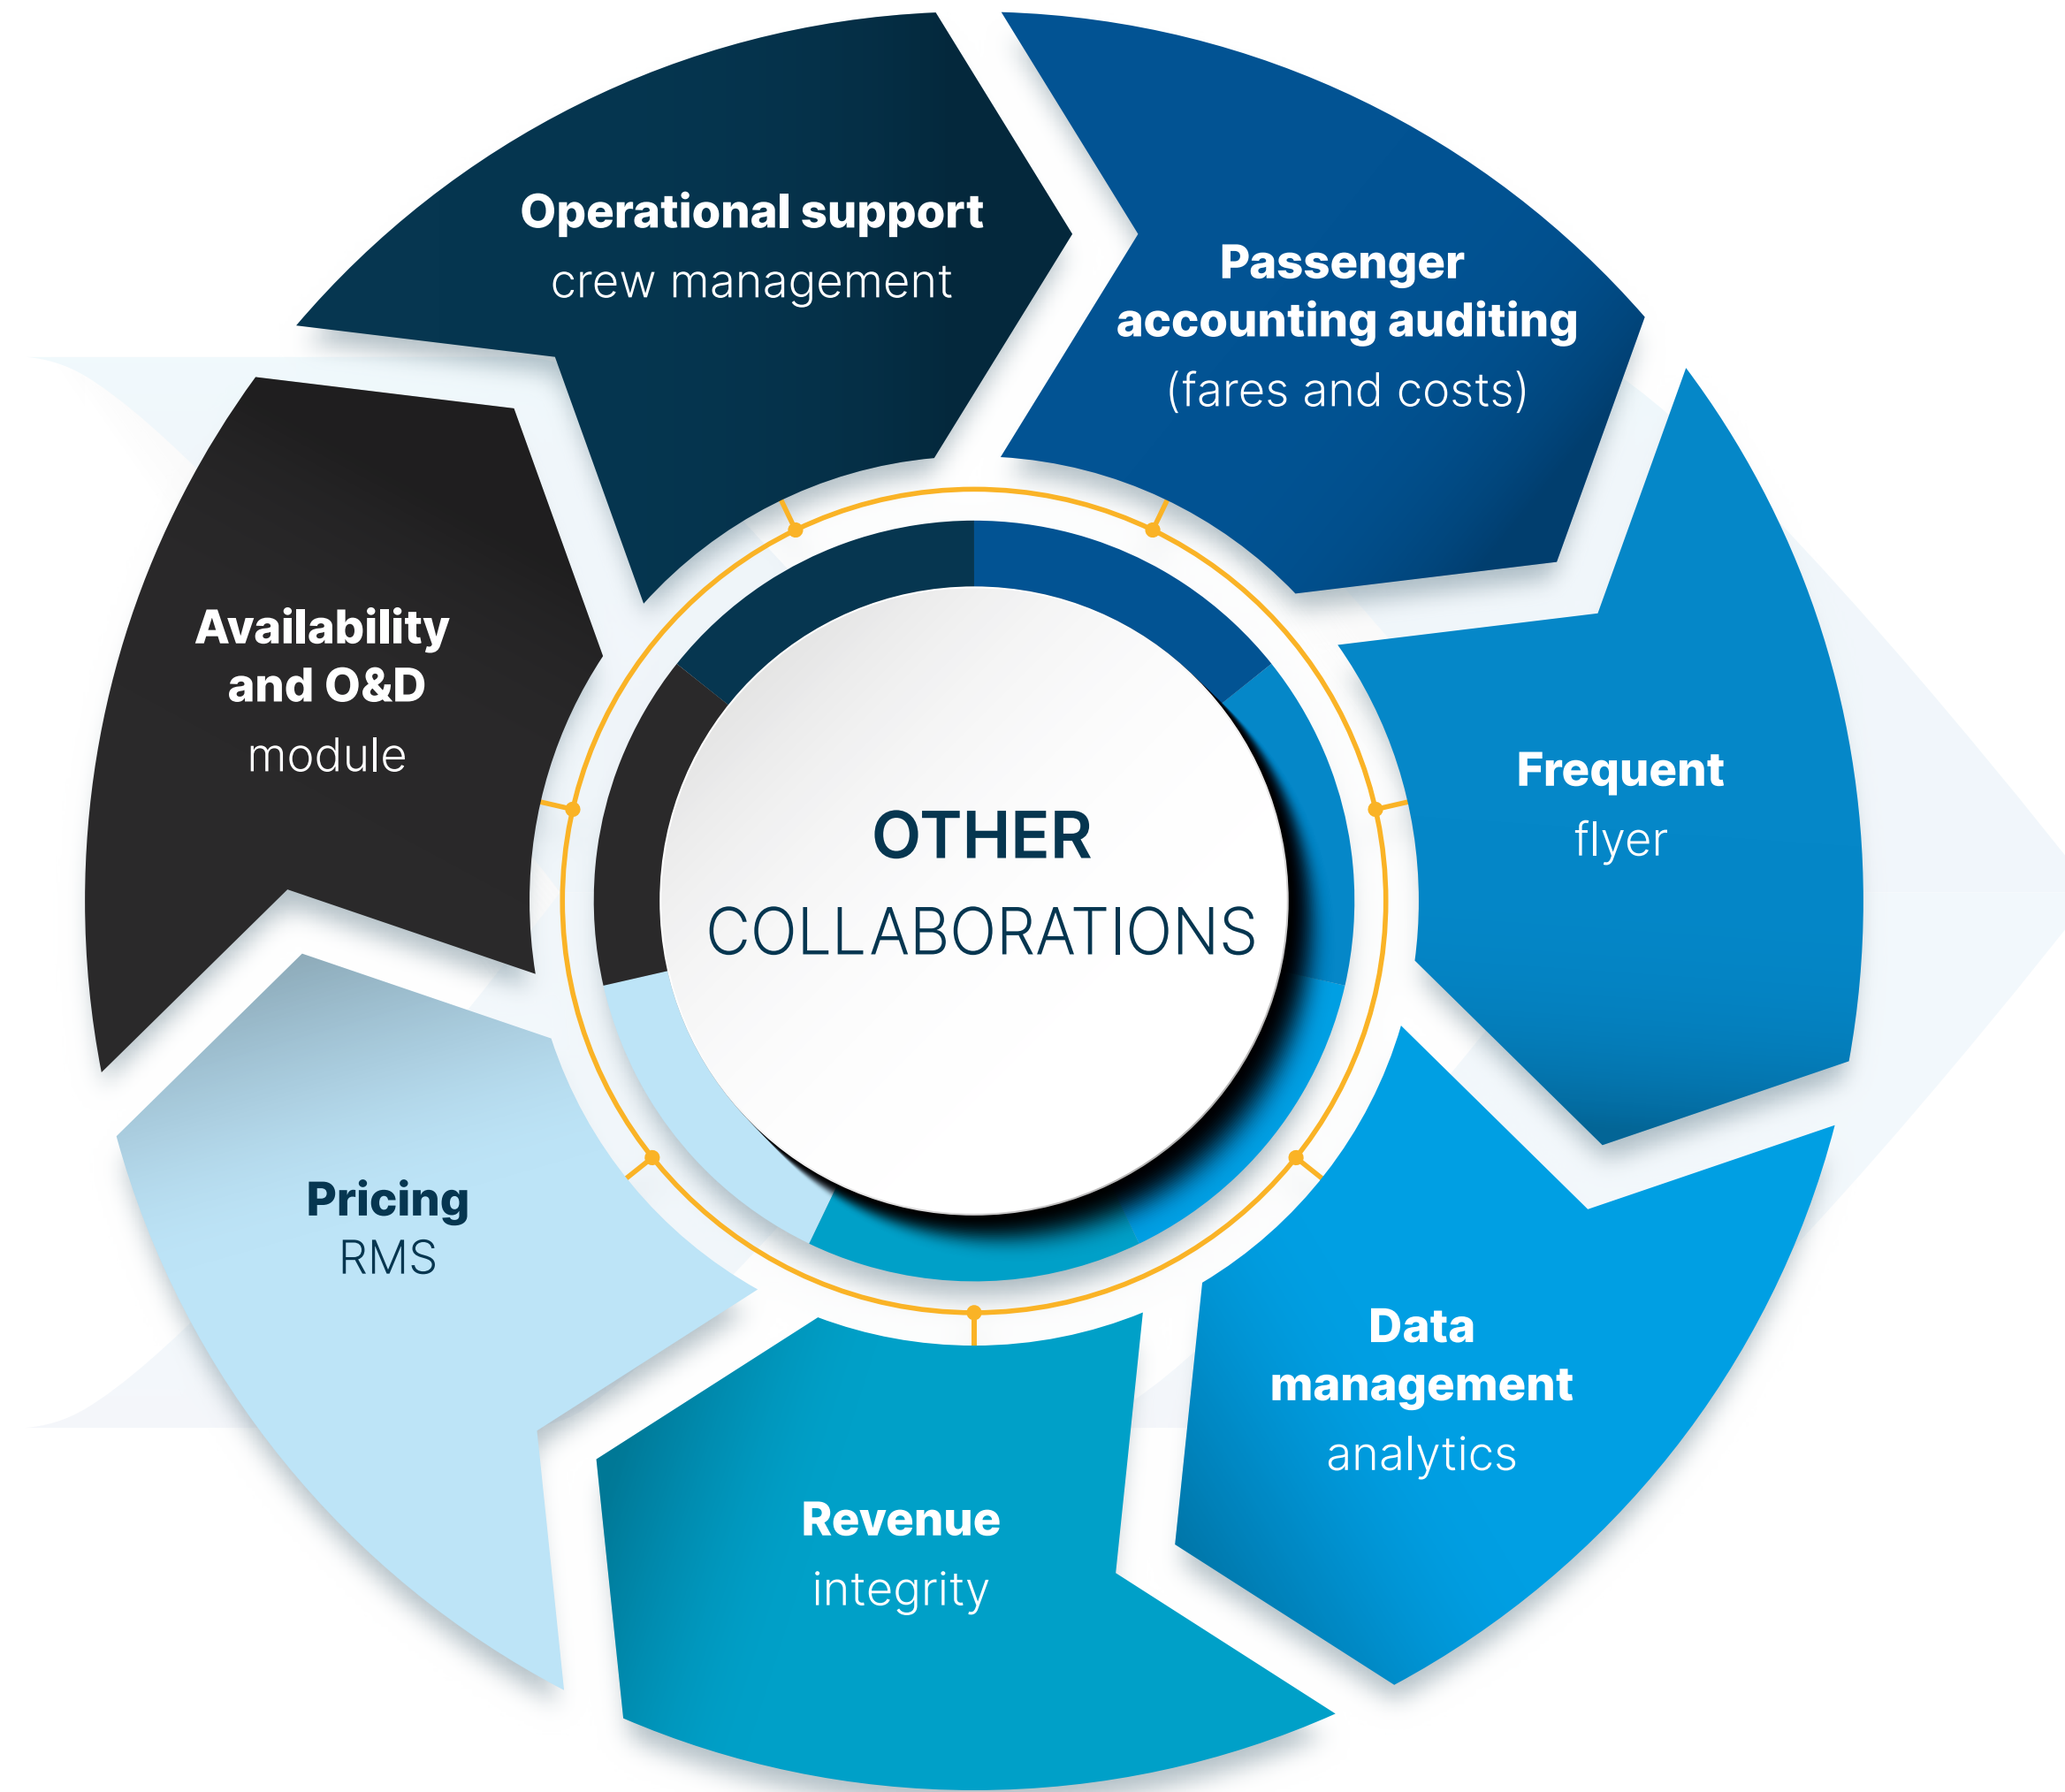 Operational support
crew management
Passenger
accounting auditing
(fares and costs)
Frequent
flyer
Data
management
analytics
Revenue
integrity
Pricing
RMS
Availability
and O&D
module
OTHER
COLLABORATIONS